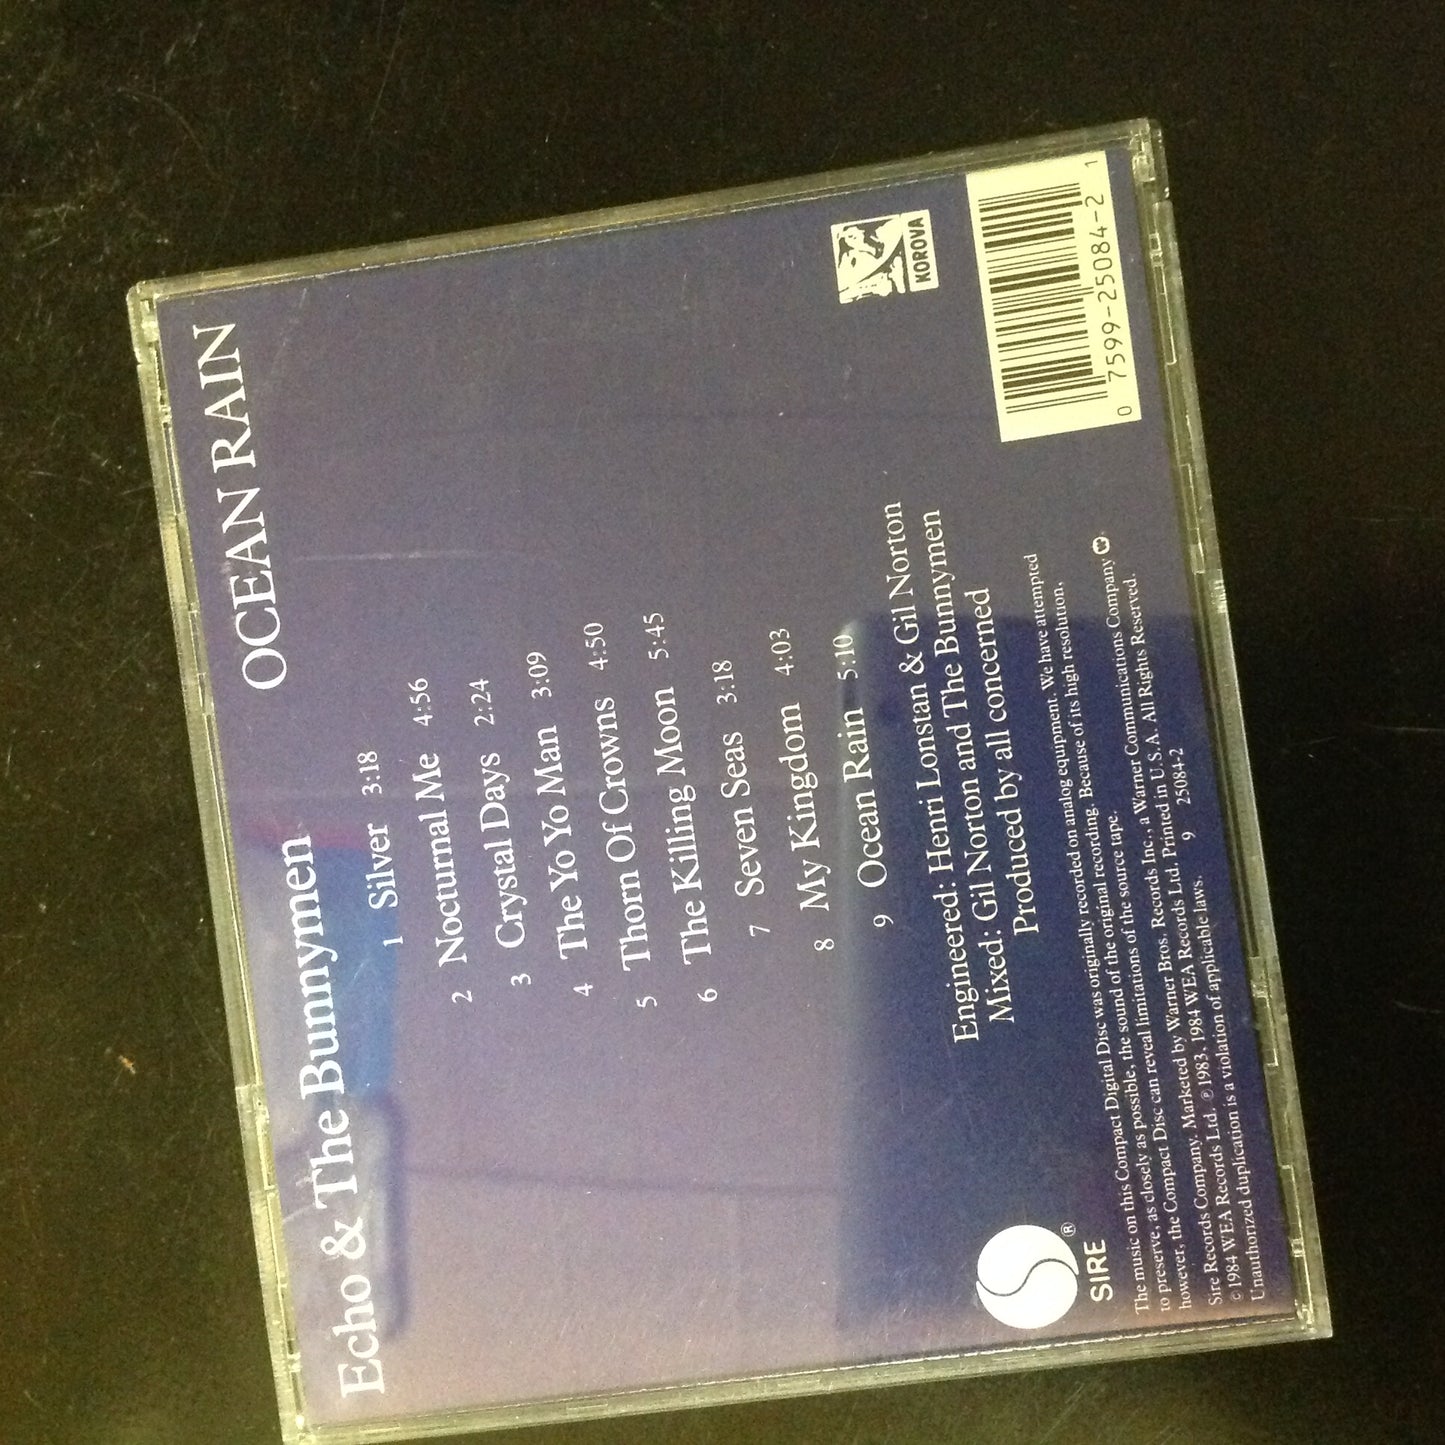 Echo & The Bunnymen
OCEAN RAIN
1 Silver 3:18
2 Nocturnal Me 4:56
3 Crystal Days 2:24
4 The Yo Yo Man 3:09
5 Thorn Of Crowns 4:50
6 The Killing Moon 5:45
7 Seven Seas 3:18
8 My Kingdom 4:03
9 Ocean Rain 5:10
KOROVA
Engineered: Henri Lonstan & Gil Norton
Mixed: Gil Norton and The Bunnymen
Produced by all concerned
0 7599-25084-2 1
SIRE ®
The music on this Compact Digital Disc was originally recorded on analog equipment. We have attempted
to preserve, as closely as possible, the sound of the original recording. Because of its high resolution,
however, the Compact Disc can reveal limitations of the source tape.
Sire Records Company. Marketed by Warner Bros. Records Inc., a Warner Communications Company
© 1984 WEA Records Ltd. ℗ 1983, 1984 WEA Records Ltd. Printed in U.S.A. All Rights Reserved.
Unauthorized duplication is a violation of applicable laws. 9 25084-2